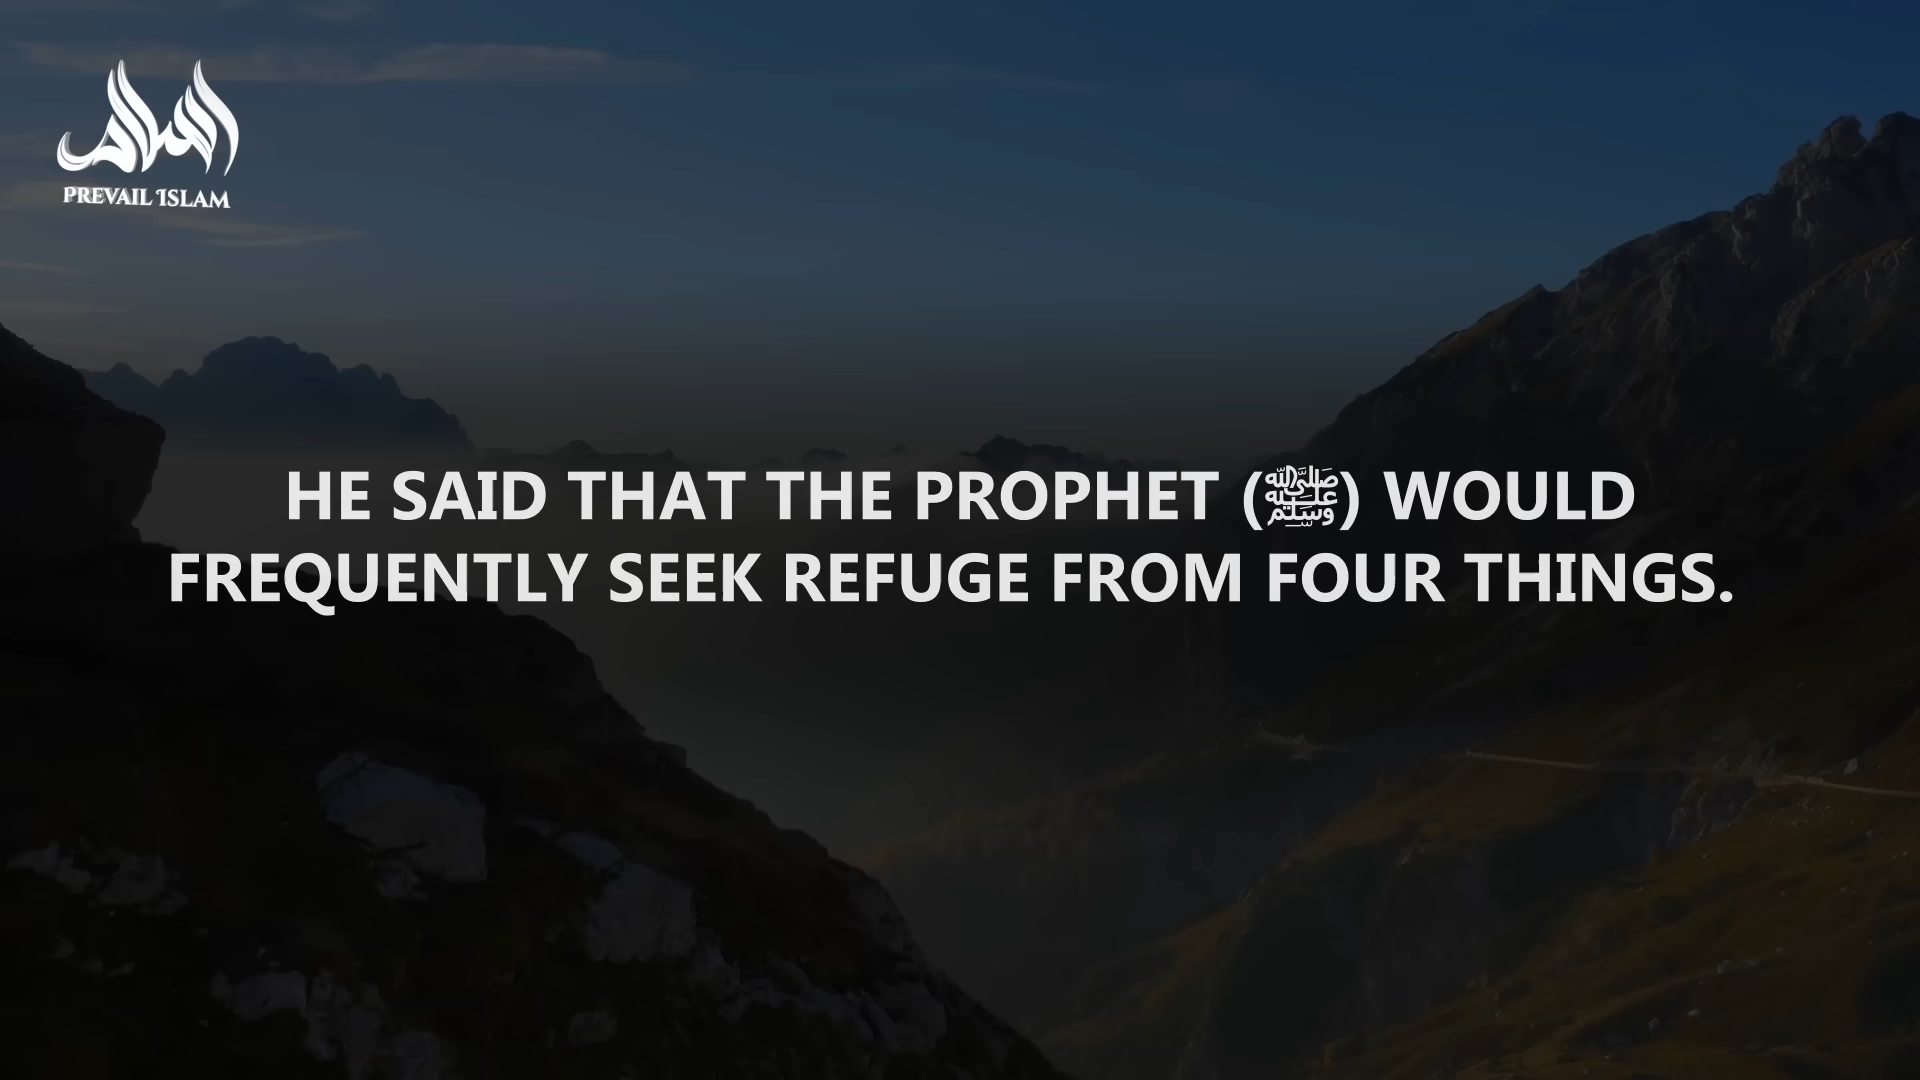 PREVAIL ISLAM
HE SAID THAT THE PROPHET (ﷺ) WOULD
FREQUENTLY SEEK REFUGE FROM FOUR THINGS.